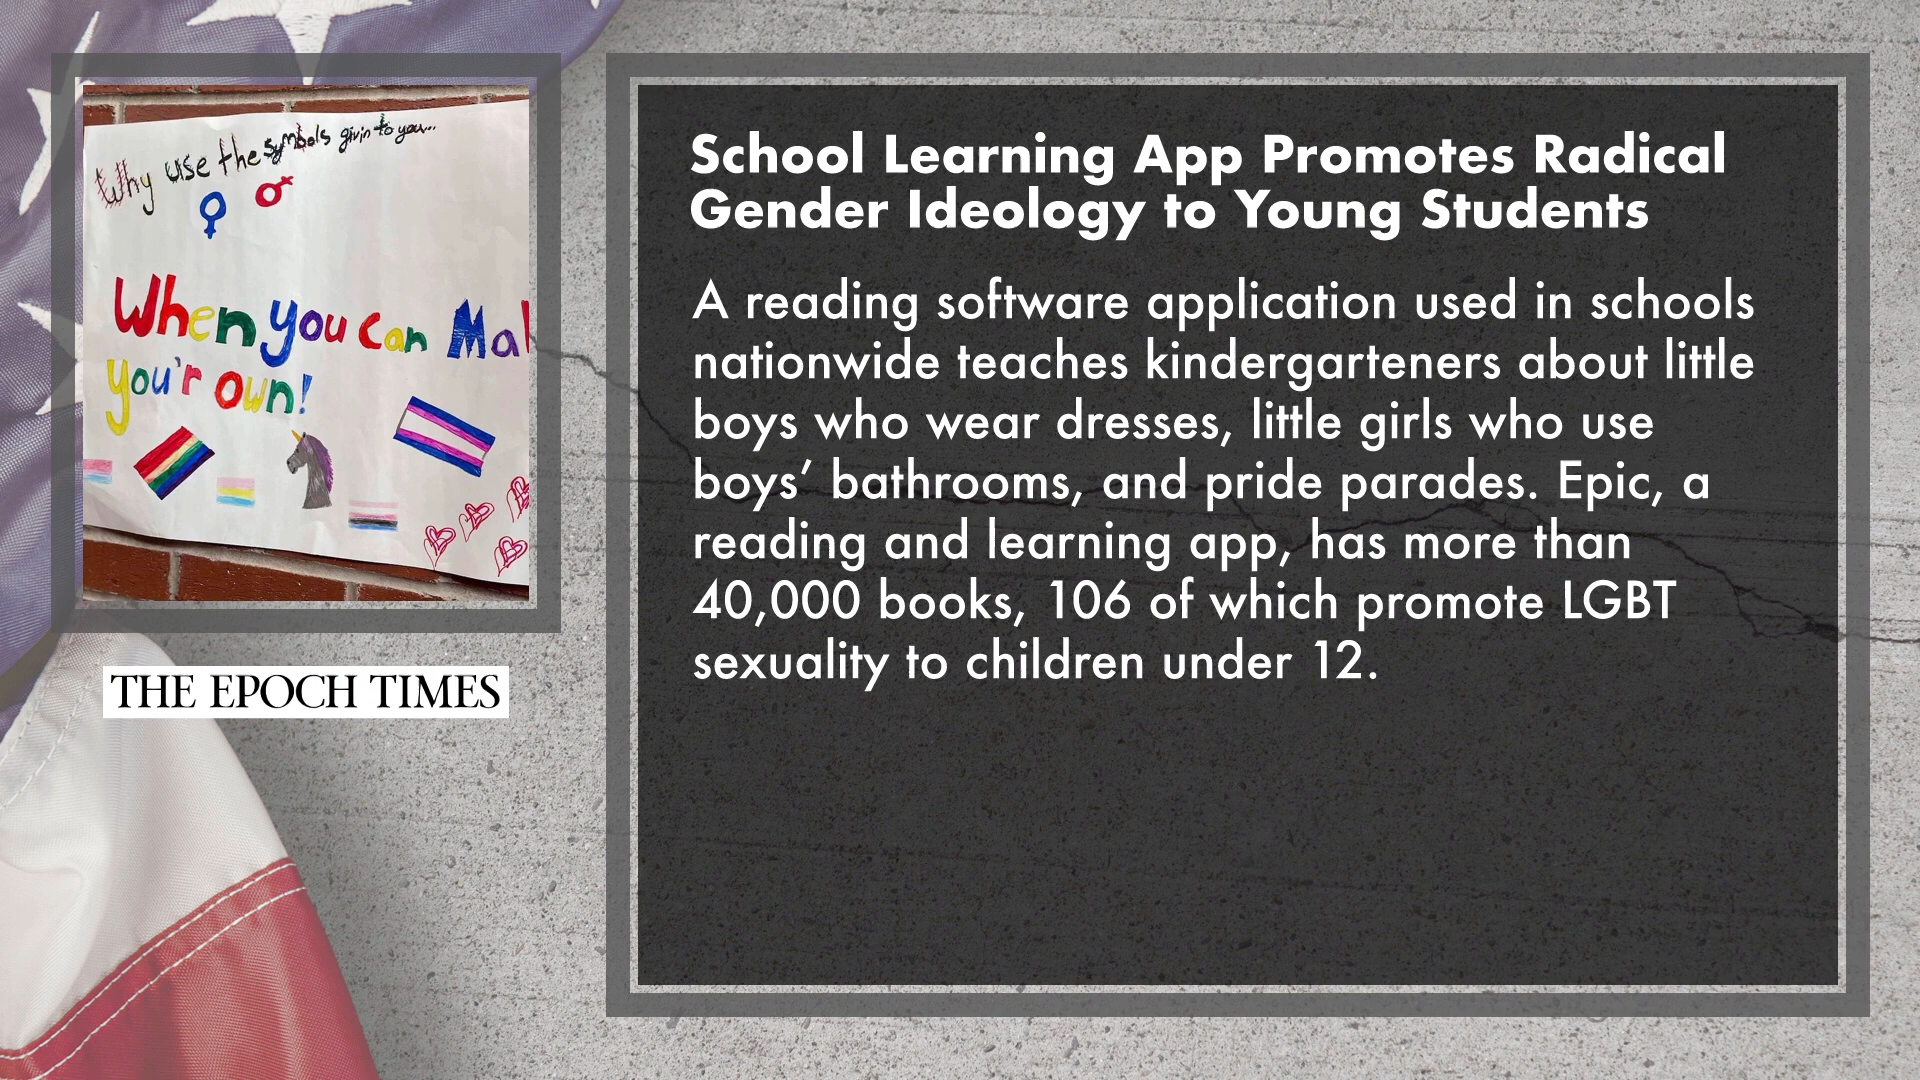 Why use the symbols givin to you...
When you can Mak
you'r own!
THE EPOCH TIMES
School Learning App Promotes Radical
Gender Ideology to Young Students
A reading software application used in schools
nationwide teaches kindergarteners about little
boys who wear dresses, little girls who use
boys’ bathrooms, and pride parades. Epic, a
reading and learning app, has more than
40,000 books, 106 of which promote LGBT
sexuality to children under 12.